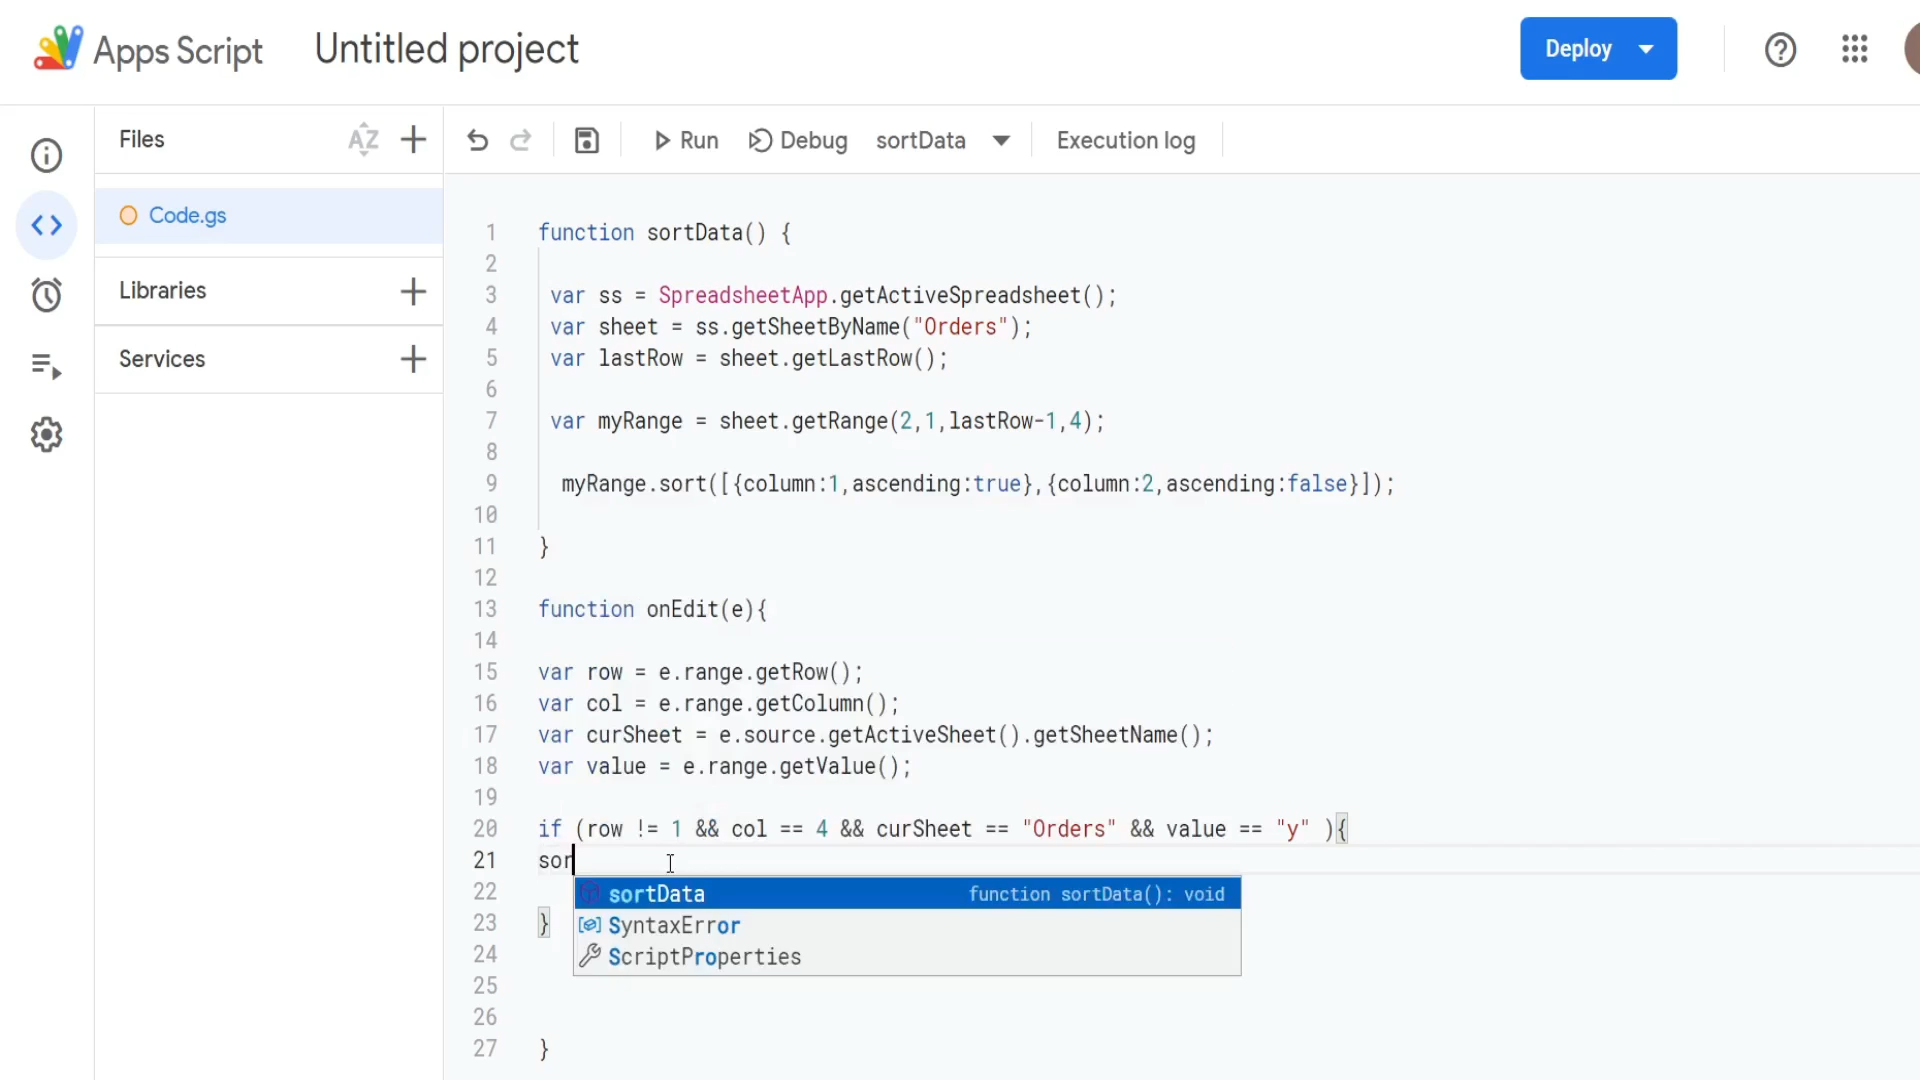 Apps Script Untitled project Deploy
Files
Run Debug sortData Execution log
Code.gs
Libraries
Services
1 function sortData() {
2
3 var ss = SpreadsheetApp.getActiveSpreadsheet();
4 var sheet = ss.getSheetByName("Orders");
5 var lastRow = sheet.getLastRow();
6
7 var myRange = sheet.getRange(2,1,lastRow-1,4);
8
9 myRange.sort([{column:1,ascending:true},{column:2,ascending:false}]);
10
11 }
12
13 function onEdit(e){
14
15 var row = e.range.getRow();
16 var col = e.range.getColumn();
17 var curSheet = e.source.getActiveSheet().getSheetName();
18 var value = e.range.getValue();
19
20 if (row != 1 && col == 4 && curSheet == "Orders" && value == "y" ){
21 sor
22 sortData function sortData(): void
23 } SyntaxError
24 ScriptProperties
25
26
27 }